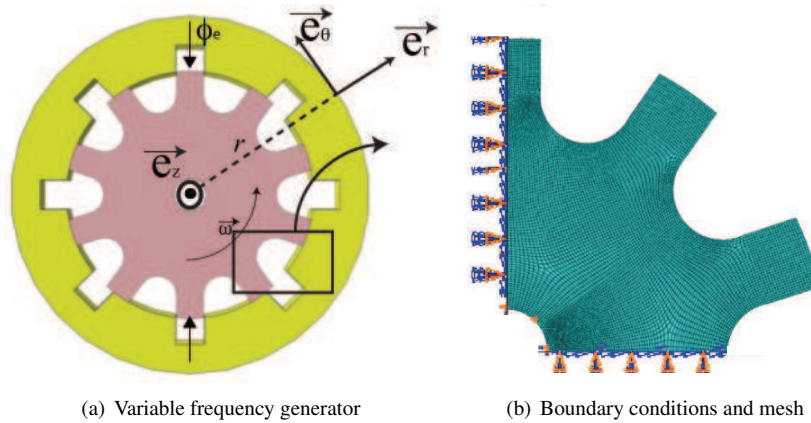 ϕe
e⃗θ
e⃗r
r
e⃗z
ω⃗
(a) Variable frequency generator
(b) Boundary conditions and mesh